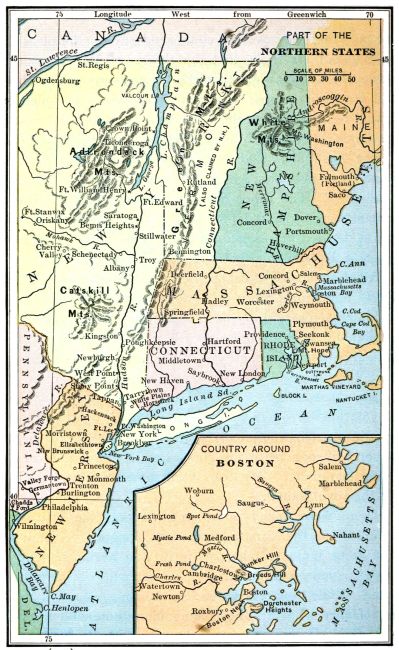 75 Longitude West from Greenwich 70
CANADA
PART OF THE
NORTHERN STATES
SCALE OF MILES
0 10 20 30 40 50
45
45
St. Lawrence R.
St. Regis
Ogdensburg
VALCOUR I.
L. Champlain
Crown Point
Ticonderoga
Adirondack
Mts.
L. George
Ft. William Henry
Green Mts.
VERMONT
(ALSO CLAIMED BY N.H.)
Rutland
Connecticut R.
NEW HAMPSHIRE
White
Mts.
Mt. Washington
Androscoggin R.
MAINE
Falmouth
(Portland)
Saco
Merrimac R.
Concord
Dover
Portsmouth
Haverhill
Ft. Stanwix
Oriskany
Mohawk R.
Saratoga
Bemis Heights
Ft. Edward
Stillwater
Cherry
Valley
Schenectady
Albany
Troy
Bennington
NEW YORK
Catskill
Mts.
Kingston
Hudson R.
Deerfield
MASSACHUSETTS
Hadley
Worcester
Springfield
Concord
Salem
Lexington
Charles R.
C. Ann
Marblehead
Massachusetts
Bay
Boston
Weymouth
Plymouth
C. Cod
Cape Cod
Bay
Seekonk
Swansea
Mt. Hope
Providence
RHODE
ISLAND
Newport
MARTHAS VINEYARD
NANTUCKET I.
BLOCK I.
Poughkeepsie
Hartford
CONNECTICUT
Middletown
Saybrook
New Haven
New London
Newburgh
West Point
Stony Point
Tappan
Tarrytown
White Plains
Long Island Sd.
LONG I.
Hackensack
Ft. Lee
Ft. Washington
New York
Brooklyn
New York Bay
PENNSYLVANIA
Delaware R.
Morristown
Elizabethtown
New Brunswick
Princeton
Monmouth
Trenton
Burlington
NEW JERSEY
Valley Forge
Germantown
40
Chadds
Ford
Philadelphia
Wilmington
Delaware
Bay
C. May
C. Henlopen
DEL.
ATLANTIC OCEAN
75
COUNTRY AROUND
BOSTON
Salem
Marblehead
Saugus R.
Woburn
Lynn
Saugus
Lexington
Spot Pond
Mystic Pond
Medford
Mystic R.
Nahant
Fresh Pond
Charlestown
Bunker Hill
Breeds Hill
Charles R.
Cambridge
Watertown
Newton
Boston
Roxbury
Boston Neck
Dorchester
Heights
MASSACHUSETTS
BAY